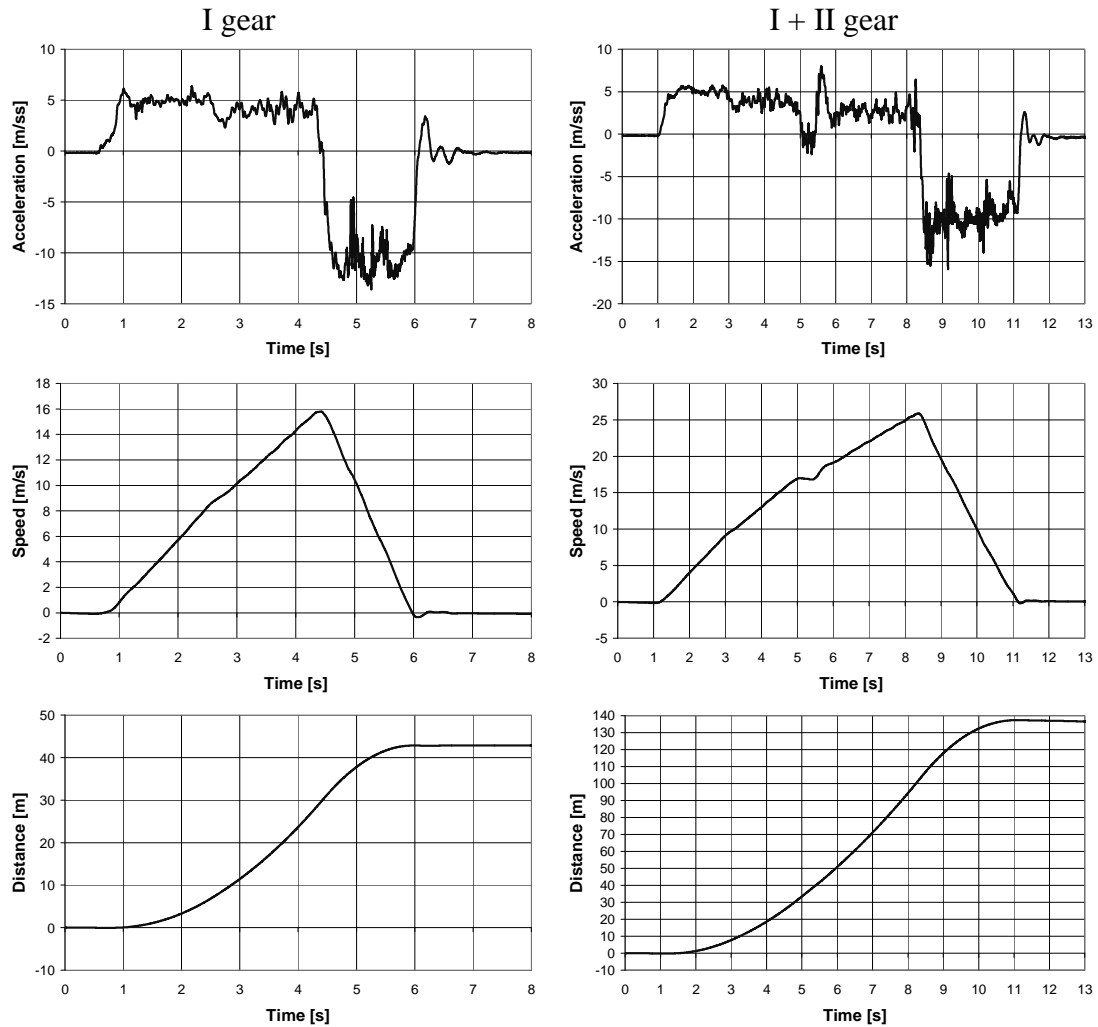 I gear
I + II gear
10
5
0
-5
-10
-15
Acceleration [m/ss]
0 1 2 3 4 5 6 7 8
Time [s]
10
5
0
-5
-10
-15
-20
Acceleration [m/ss]
0 1 2 3 4 5 6 7 8 9 10 11 12 13
Time [s]
18
16
14
12
10
8
6
4
2
0
-2
Speed [m/s]
0 1 2 3 4 5 6 7 8
Time [s]
30
25
20
15
10
5
0
-5
Speed [m/s]
0 1 2 3 4 5 6 7 8 9 10 11 12 13
Time [s]
50
40
30
20
10
0
-10
Distance [m]
0 1 2 3 4 5 6 7 8
Time [s]
140
130
120
110
100
90
80
70
60
50
40
30
20
10
0
-10
Distance [m]
0 1 2 3 4 5 6 7 8 9 10 11 12 13
Time [s]